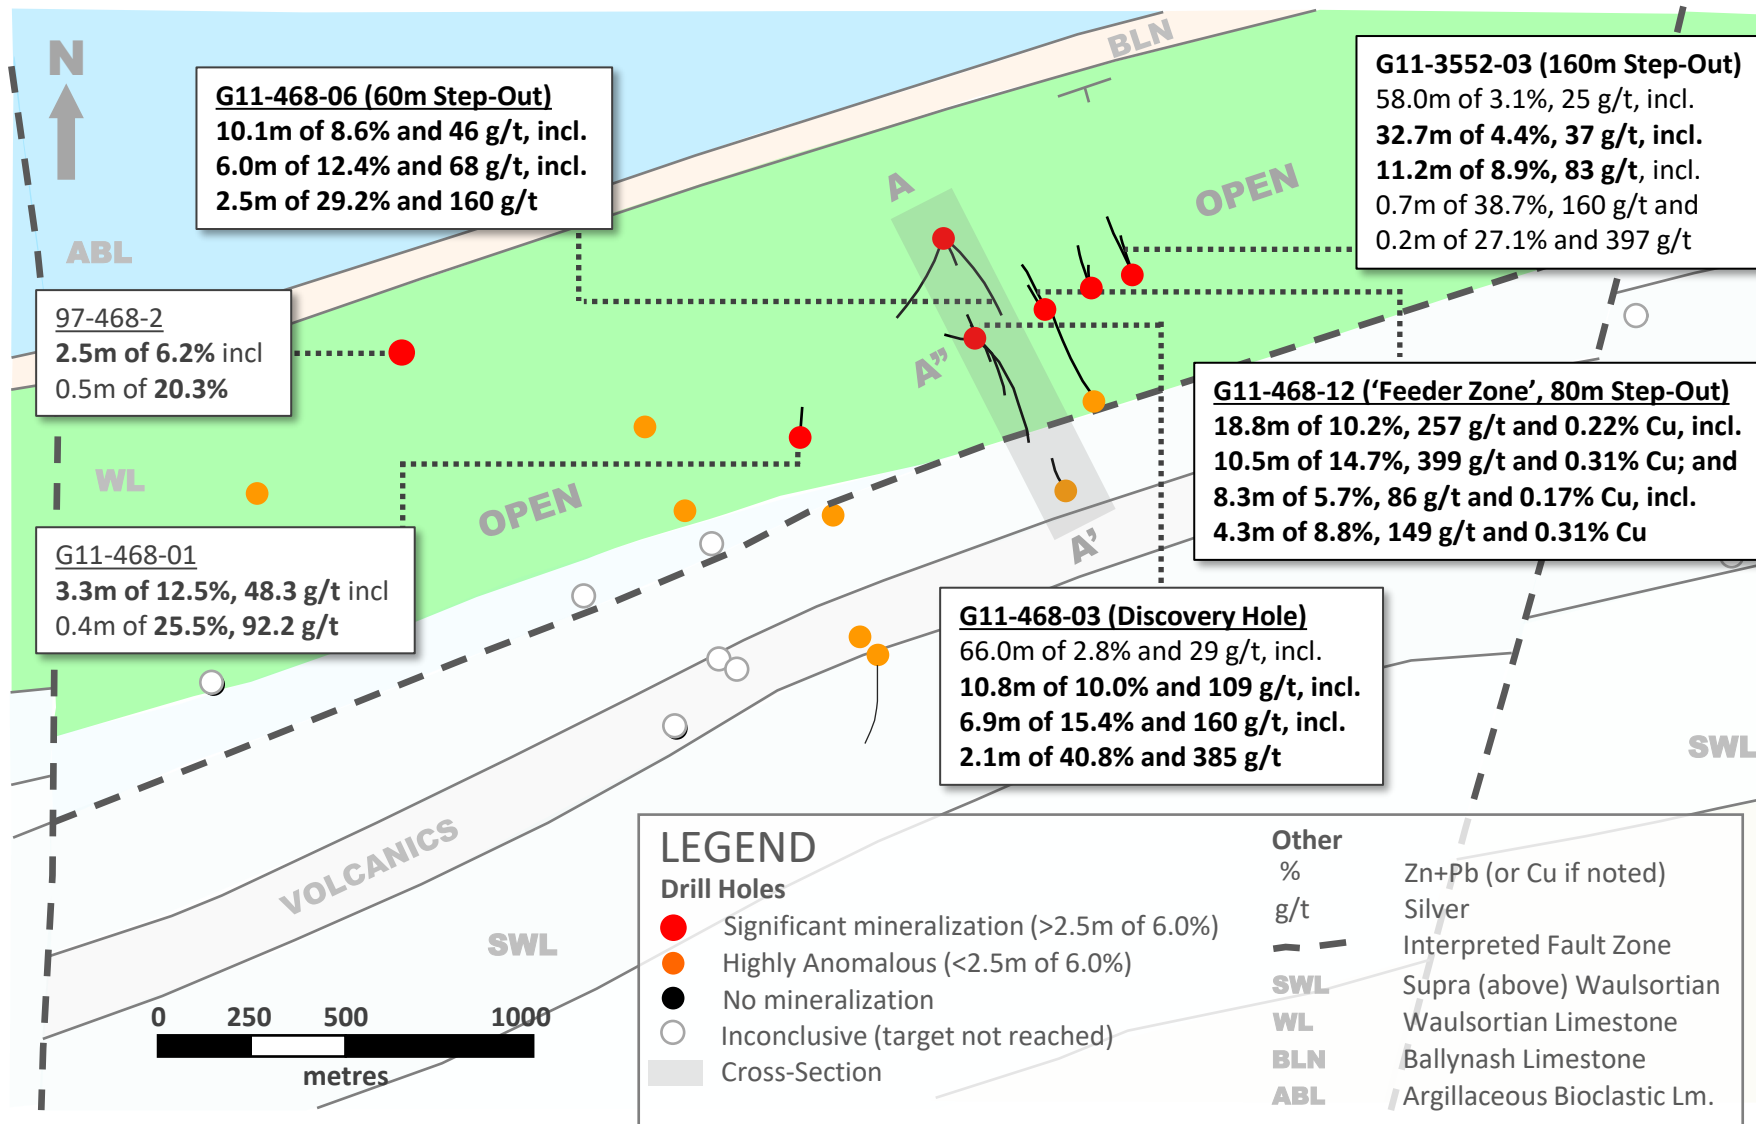 N
BLN
G11-468-06 (60m Step-Out)
10.1m of 8.6% and 46 g/t, incl.
6.0m of 12.4% and 68 g/t, incl.
2.5m of 29.2% and 160 g/t
G11-3552-03 (160m Step-Out)
58.0m of 3.1%, 25 g/t, incl.
32.7m of 4.4%, 37 g/t, incl.
11.2m of 8.9%, 83 g/t, incl.
0.7m of 38.7%, 160 g/t and
0.2m of 27.1% and 397 g/t
A
OPEN
ABL
97-468-2
2.5m of 6.2% incl
0.5m of 20.3%
A”
G11-468-12 (‘Feeder Zone’, 80m Step-Out)
18.8m of 10.2%, 257 g/t and 0.22% Cu, incl.
10.5m of 14.7%, 399 g/t and 0.31% Cu; and
8.3m of 5.7%, 86 g/t and 0.17% Cu, incl.
4.3m of 8.8%, 149 g/t and 0.31% Cu
WL
OPEN
A’
G11-468-01
3.3m of 12.5%, 48.3 g/t incl
0.4m of 25.5%, 92.2 g/t
G11-468-03 (Discovery Hole)
66.0m of 2.8% and 29 g/t, incl.
10.8m of 10.0% and 109 g/t, incl.
6.9m of 15.4% and 160 g/t, incl.
2.1m of 40.8% and 385 g/t
SWL
VOLCANICS
SWL
0 250 500 1000
metres
LEGEND
Drill Holes
Significant mineralization (>2.5m of 6.0%)
Highly Anomalous (<2.5m of 6.0%)
No mineralization
Inconclusive (target not reached)
Cross-Section
Other
% Zn+Pb (or Cu if noted)
g/t Silver
Interpreted Fault Zone
SWL Supra (above) Waulsortian
WL Waulsortian Limestone
BLN Ballynash Limestone
ABL Argillaceous Bioclastic Lm.